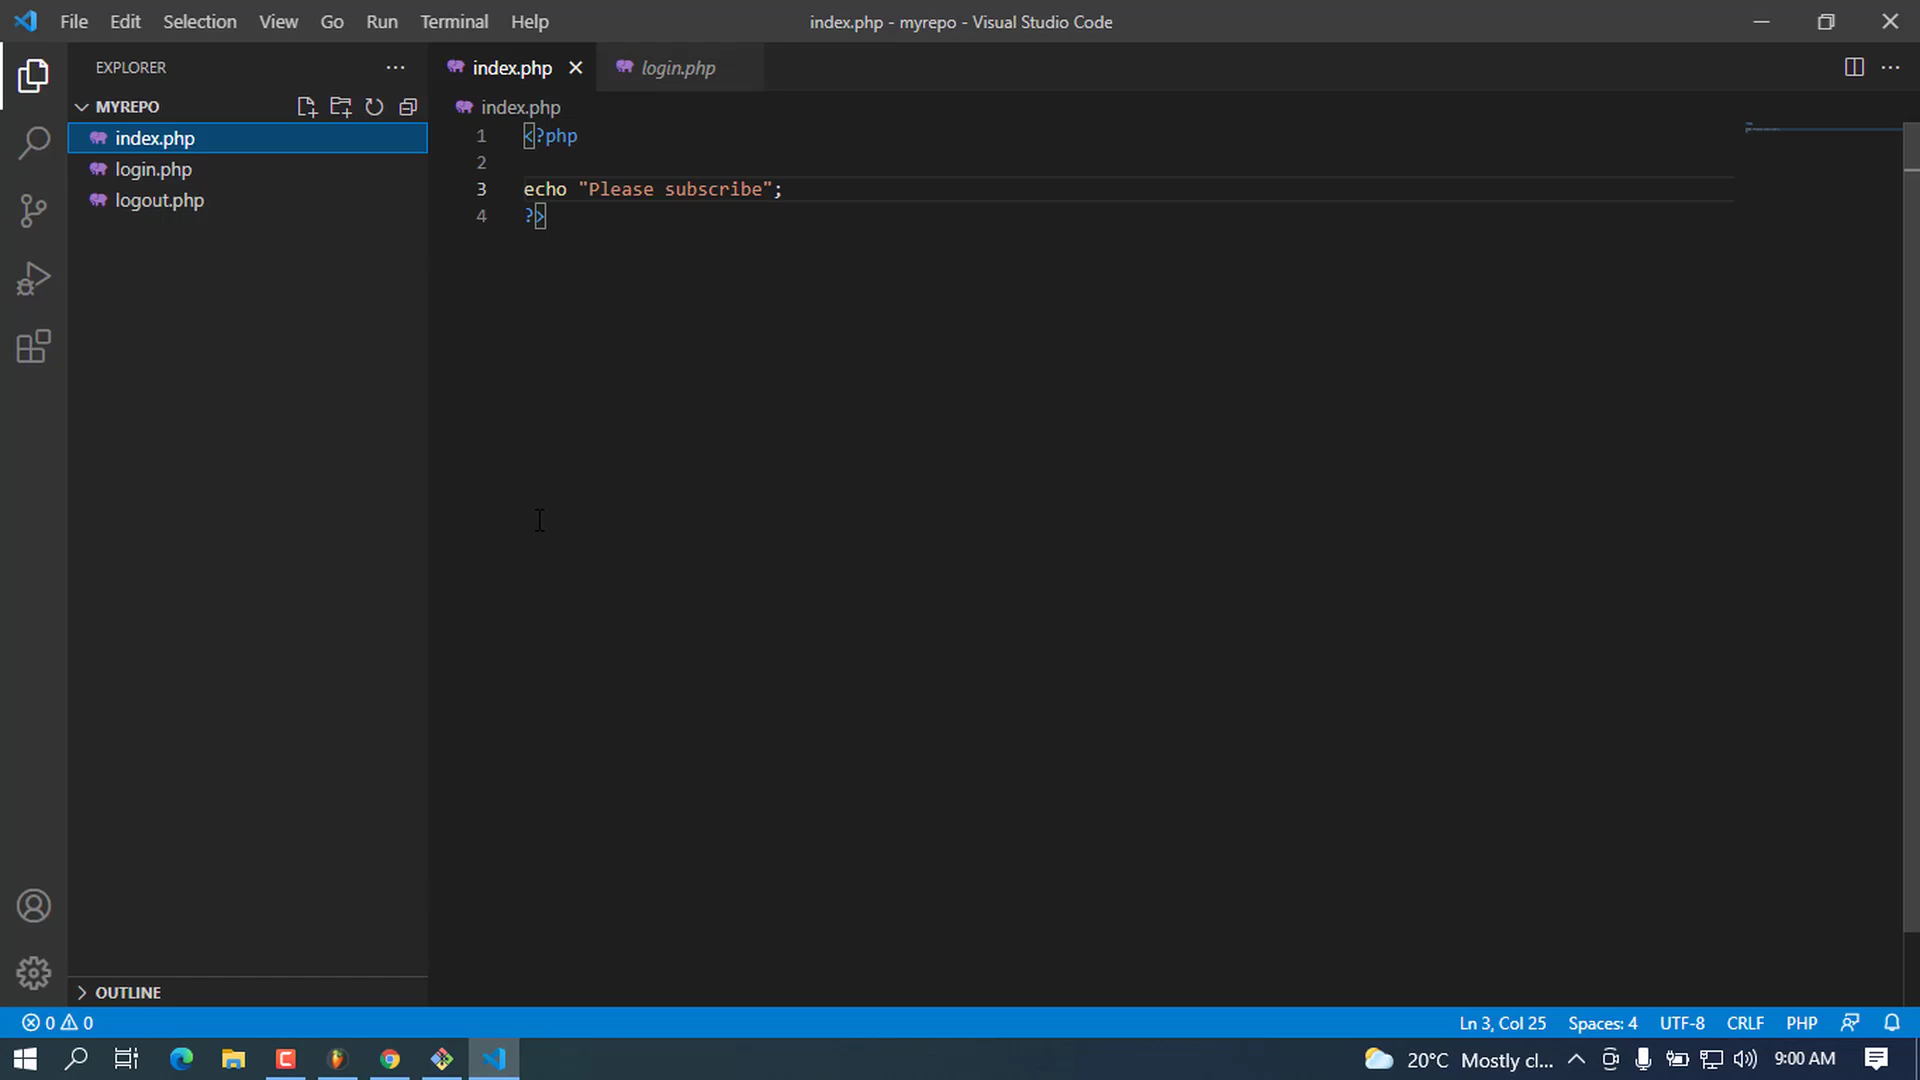 File Edit Selection View Go Run Terminal Help
index.php - myrepo - Visual Studio Code
EXPLORER
MYREPO
index.php
login.php
logout.php
OUTLINE
index.php
login.php
index.php
1 <?php
2
3 echo "Please subscribe";
4 ?>
0 0
Ln 3, Col 25 Spaces: 4 UTF-8 CRLF PHP
20°C Mostly cl... 9:00 AM